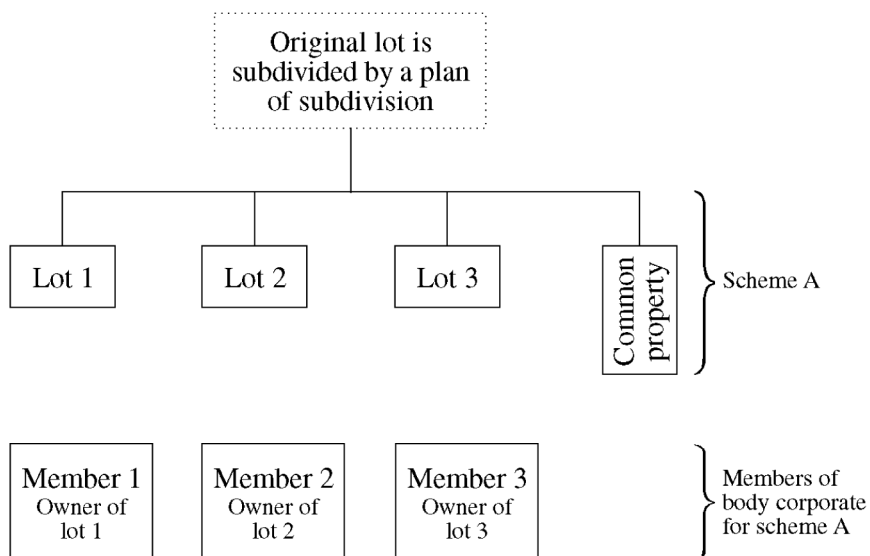 Original lot is
subdivided by a plan
of subdivision
Lot 1
Lot 2
Lot 3
Common
property
Scheme A
Member 1
Owner of
lot 1
Member 2
Owner of
lot 2
Member 3
Owner of
lot 3
Members of
body corporate
for scheme A